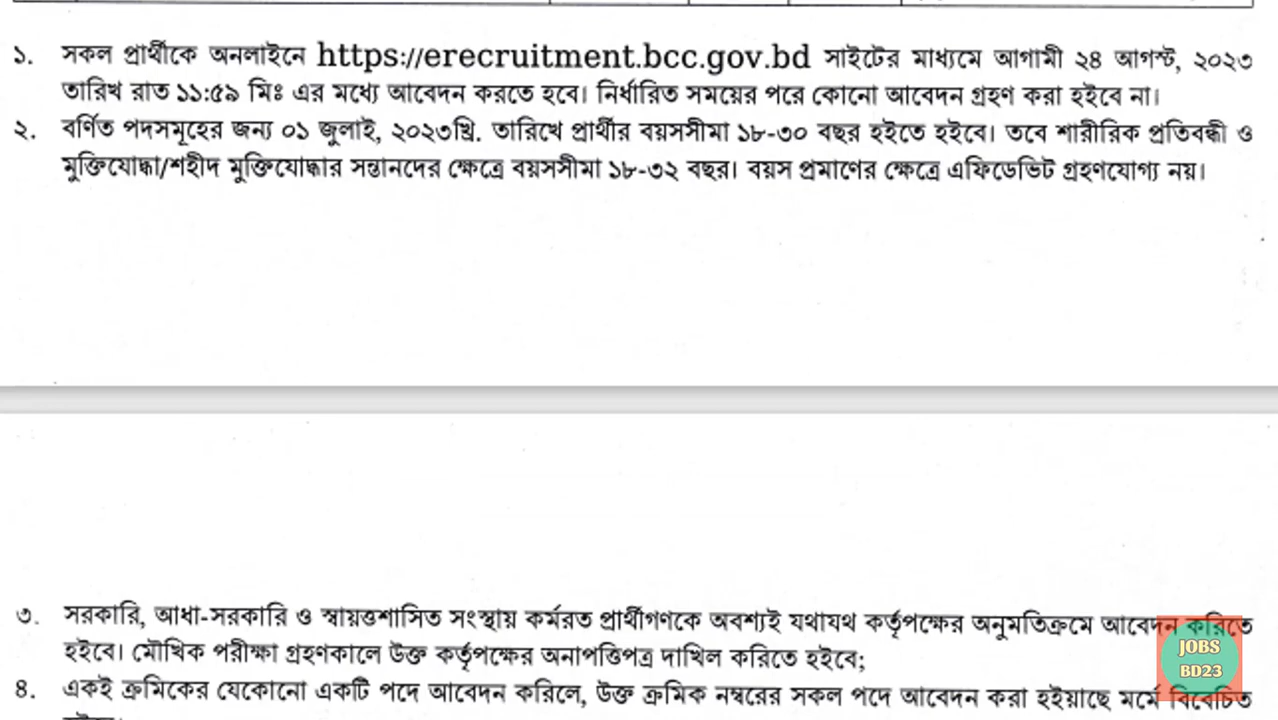 ১. সকল প্রার্থীকে অনলাইনে https://erecruitment.bcc.gov.bd সাইটের মাধ্যমে আগামী ২৪ আগস্ট, ২০২৩
তারিখ রাত ১১:৫৯ মিঃ এর মধ্যে আবেদন করতে হবে। নির্ধারিত সময়ের পরে কোনো আবেদন গ্রহণ করা হইবে না।
২. বর্ণিত পদসমূহের জন্য ০১ জুলাই, ২০২৩খ্রি. তারিখে প্রার্থীর বয়সসীমা ১৮-৩০ বছর হইতে হইবে। তবে শারীরিক প্রতিবন্ধী ও
মুক্তিযোদ্ধা/শহীদ মুক্তিযোদ্ধার সন্তানদের ক্ষেত্রে বয়সসীমা ১৮-৩২ বছর। বয়স প্রমাণের ক্ষেত্রে এফিডেভিট গ্রহণযোগ্য নয়।
৩. সরকারি, আধা-সরকারি ও স্বায়ত্তশাসিত সংস্থায় কর্মরত প্রার্থীগণকে অবশ্যই যথাযথ কর্তৃপক্ষের অনুমতিক্রমে আবেদন করিতে
হইবে। মৌখিক পরীক্ষা গ্রহণকালে উক্ত কর্তৃপক্ষের অনাপত্তিপত্র দাখিল করিতে হইবে;
৪. একই ক্রমিকের যেকোনো একটি পদে আবেদন করিলে, উক্ত ক্রমিক নম্বরের সকল পদে আবেদন করা হইয়াছে মর্মে বিবেচিত
JOBS
BD23